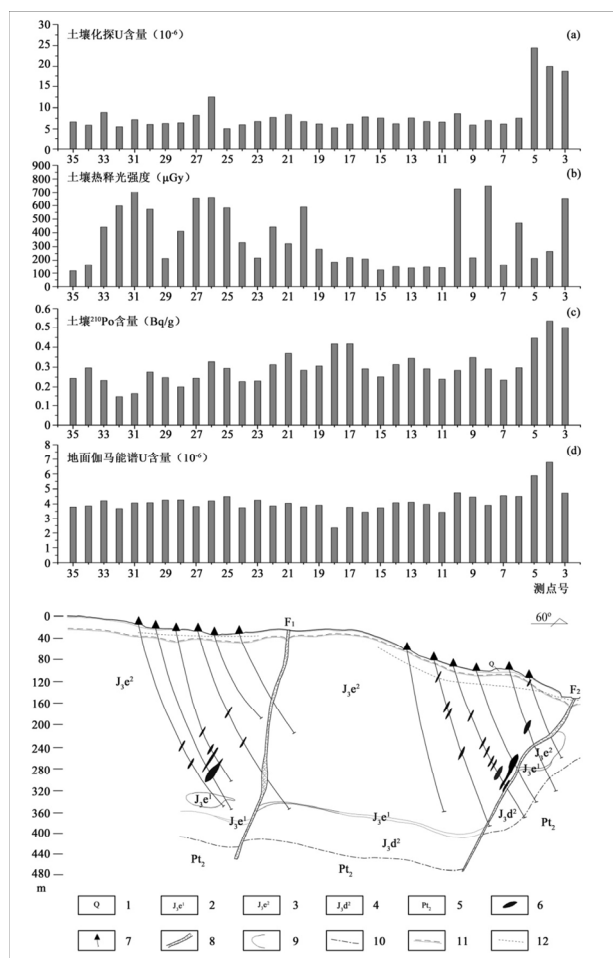 土壤化探U含量（10⁻⁶）
(a)
30
25
20
15
10
5
0
35 33 31 29 27 25 23 21 19 17 15 13 11 9 7 5 3
土壤热释光强度（μGy）
(b)
900
800
700
600
500
400
300
200
100
0
35 33 31 29 27 25 23 21 19 17 15 13 11 9 7 5 3
土壤²¹⁰Po含量（Bq/g）
(c)
0.6
0.5
0.4
0.3
0.2
0.1
0
35 33 31 29 27 25 23 21 19 17 15 13 11 9 7 5 3
地面伽马能谱U含量（10⁻⁶）
(d)
8
7
6
5
4
3
2
1
0
35 33 31 29 27 25 23 21 19 17 15 13 11 9 7 5 3
测点号
0
40
80
120
160
200
240
280
320
360
400
440
480
m
F₁
60°
Q
F₂
J₃e²
J₃e²
J₃e²
J₃e¹
J₃e¹
J₃e¹
J₃e¹
J₃d²
J₃d²
Pt₂
Pt₂
Pt₂
Q 1 J₃e¹ 2 J₃e² 3 J₃d² 4 Pt₂ 5 6
7 8 9 10 11 12